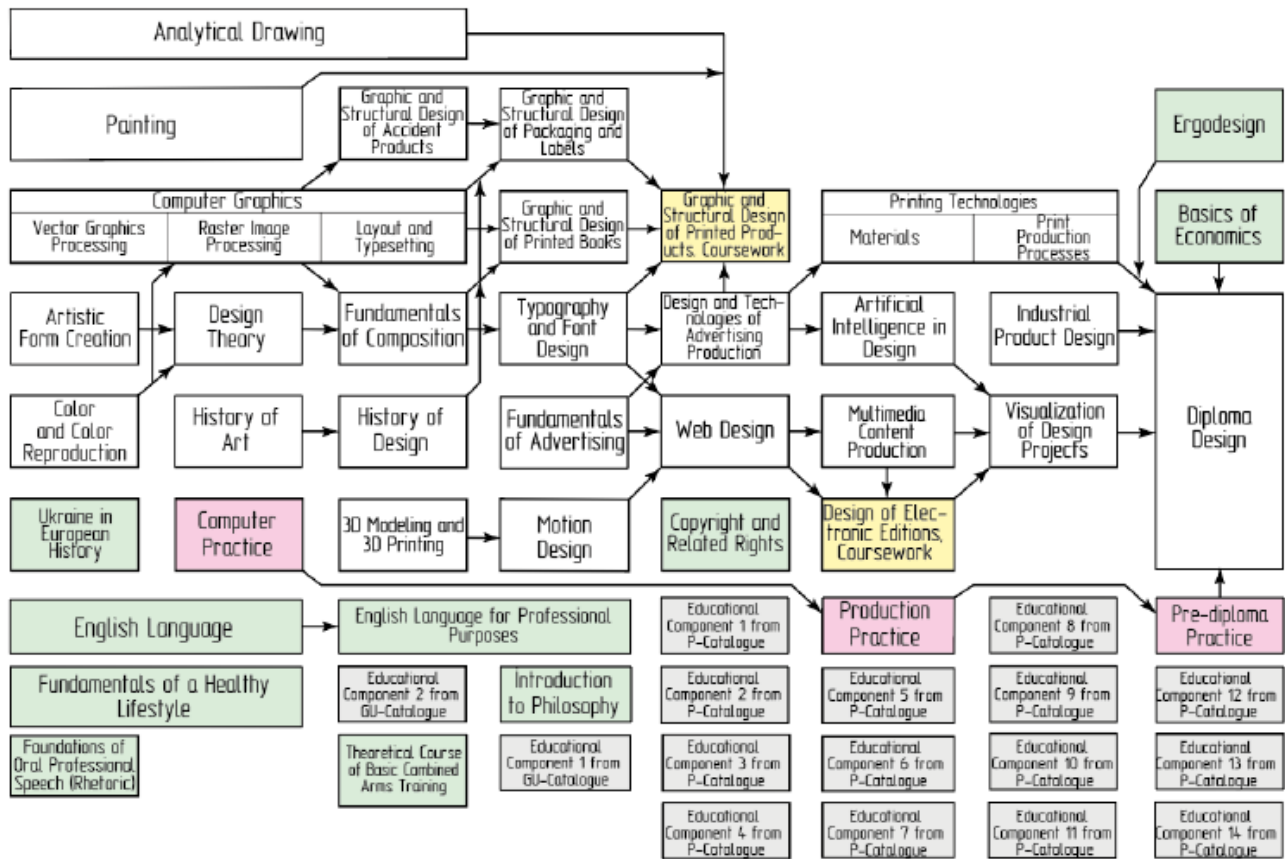 Analytical Drawing
Painting
Graphic and
Structural Design
of Accident
Products
Graphic and
Structural Design
of Packaging and
Labels
Ergodesign
Computer Graphics
Vector Graphics
Processing
Raster Image
Processing
Layout and
Typesetting
Graphic and
Structural Design
of Printed Books
Graphic and
Structural Design
of Printed Prod-
ucts. Coursework
Printing Technologies
Materials
Print
Production
Processes
Basics of
Economics
Artistic
Form Creation
Design
Theory
Fundamentals
of Composition
Typography
and Font
Design
Design and Tech-
nologies of
Advertising
Production
Artificial
Intelligence in
Design
Industrial
Product Design
Diploma
Design
Color
and Color
Reproduction
History of
Art
History of
Design
Fundamentals
of Advertising
Web Design
Multimedia
Content
Production
Visualization
of Design
Projects
Ukraine in
European
History
Computer
Practice
3D Modeling and
3D Printing
Motion
Design
Copyright and
Related Rights
Design of Elec-
tronic Editions,
Coursework
English Language
English Language for Professional
Purposes
Educational
Component 1 from
P-Catalogue
Production
Practice
Educational
Component 8 from
P-Catalogue
Pre-diploma
Practice
Fundamentals of a Healthy
Lifestyle
Educational
Component 2 from
GU-Catalogue
Introduction
to Philosophy
Educational
Component 2 from
P-Catalogue
Educational
Component 5 from
P-Catalogue
Educational
Component 9 from
P-Catalogue
Educational
Component 12 from
P-Catalogue
Foundations of
Oral Professional
Speech (Rhetoric)
Theoretical Course
of Basic Combined
Arms Training
Educational
Component 1 from
GU-Catalogue
Educational
Component 3 from
P-Catalogue
Educational
Component 6 from
P-Catalogue
Educational
Component 10 from
P-Catalogue
Educational
Component 13 from
P-Catalogue
Educational
Component 4 from
P-Catalogue
Educational
Component 7 from
P-Catalogue
Educational
Component 11 from
P-Catalogue
Educational
Component 14 from
P-Catalogue